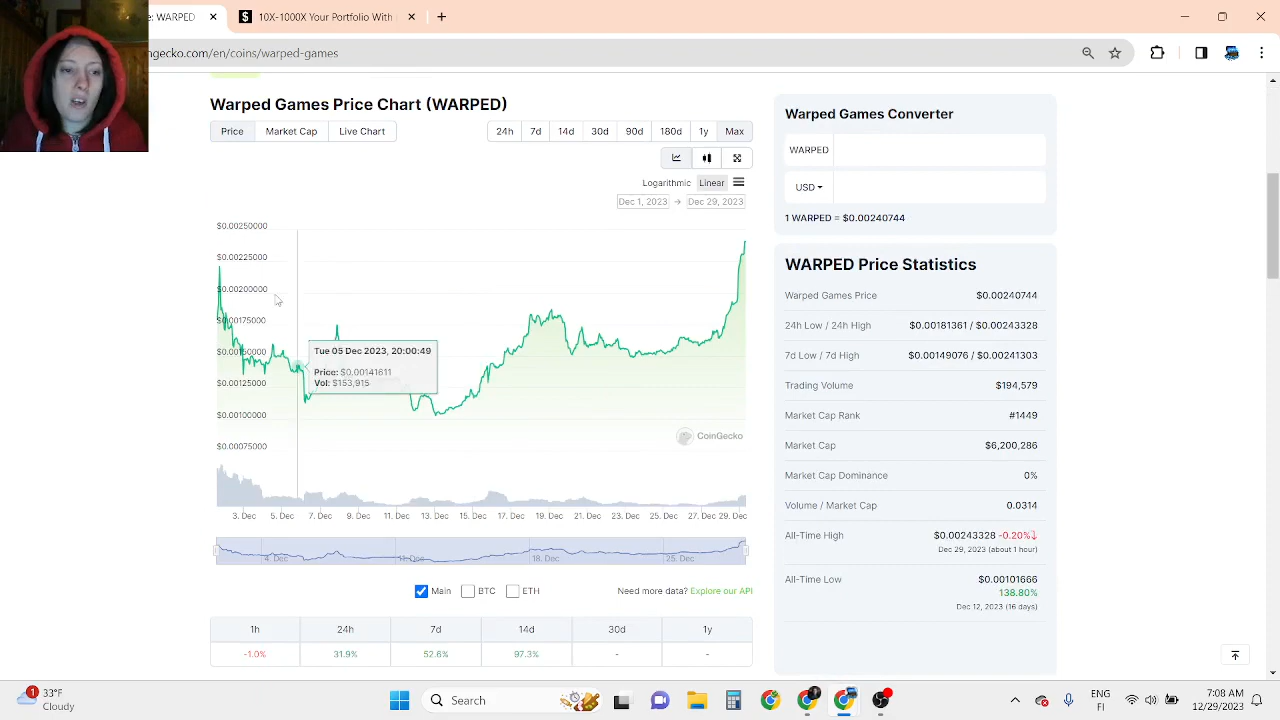 : WARPED
10X-1000X Your Portfolio With
ngecko.com/en/coins/warped-games
Warped Games Price Chart (WARPED)
Price Market Cap Live Chart
24h 7d 14d 30d 90d 180d 1y Max
Logarithmic Linear
Dec 1, 2023 → Dec 29, 2023
$0.00250000
$0.00225000
$0.00200000
$0.00175000
$0.00150000
$0.00125000
$0.00100000
$0.00075000
Tue 05 Dec 2023, 20:00:49
Price: $0.00141611
Vol: $153,915
CoinGecko
3. Dec 5. Dec 7. Dec 9. Dec 11. Dec 13. Dec 15. Dec 17. Dec 19. Dec 21. Dec 23. Dec 25. Dec 27. Dec 29. Dec
4. Dec 11. Dec 18. Dec 25. Dec
Main BTC ETH
Need more data? Explore our API
1h 24h 7d 14d 30d 1y
-1.0% 31.9% 52.6% 97.3% - -
Warped Games Converter
WARPED
USD
1 WARPED = $0.00240744
WARPED Price Statistics
Warped Games Price $0.00240744
24h Low / 24h High $0.00181361 / $0.00243328
7d Low / 7d High $0.00149076 / $0.00241303
Trading Volume $194,579
Market Cap Rank #1449
Market Cap $6,200,286
Market Cap Dominance 0%
Volume / Market Cap 0.0314
All-Time High $0.00243328 -0.20%
Dec 29, 2023 (about 1 hour)
All-Time Low $0.00101666
138.80%
Dec 12, 2023 (16 days)
1
33°F
Cloudy
Search
ENG
FI
7:08 AM
12/29/2023